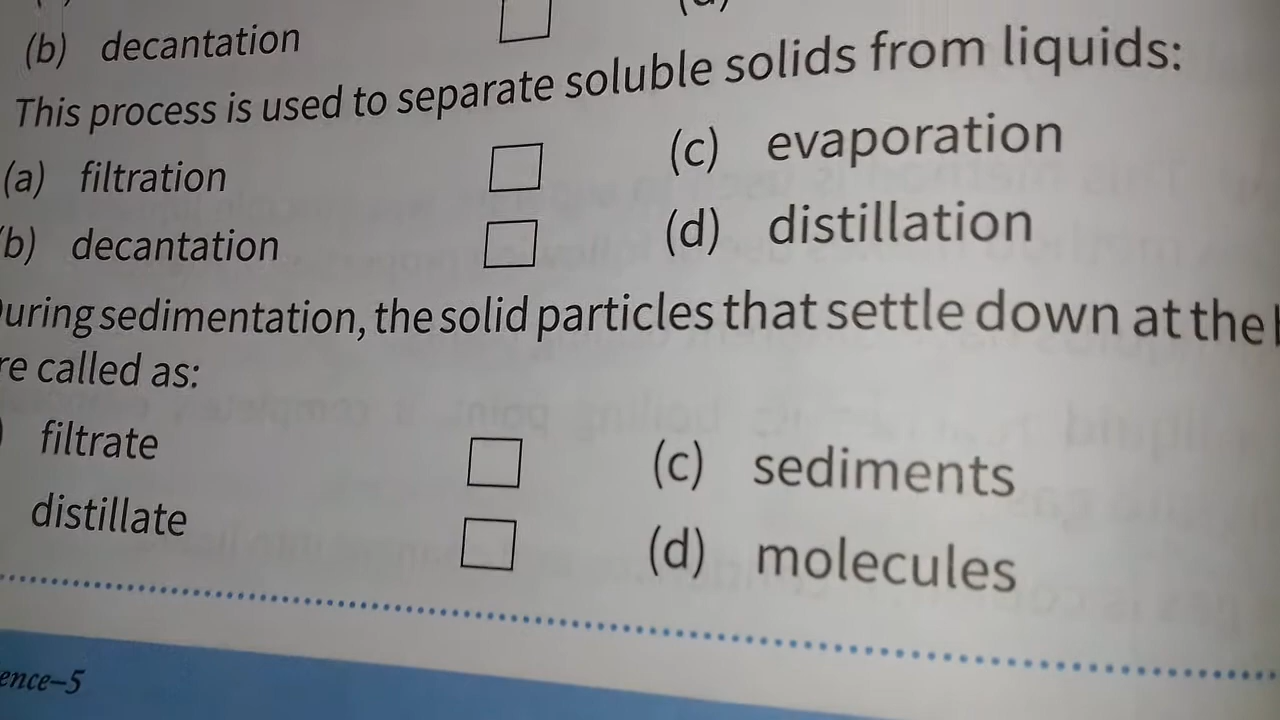 (b) decantation
This process is used to separate soluble solids from liquids:
(a) filtration (c) evaporation
b) decantation (d) distillation
uring sedimentation, the solid particles that settle down at the
re called as:
filtrate (c) sediments
distillate (d) molecules
ence–5